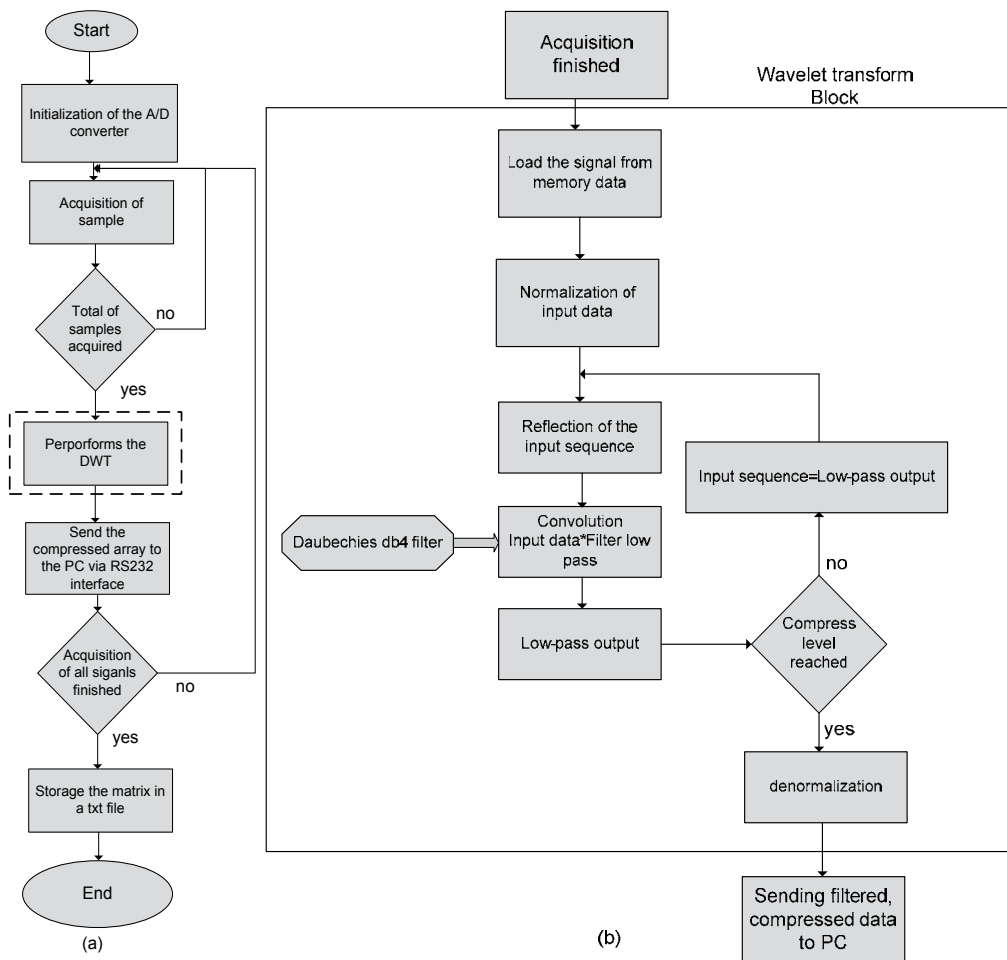 Start
Initialization of the A/D
converter
Acquisition of
sample
Total of
samples
acquired
no
yes
Perporforms the
DWT
Send the
compressed array to
the PC via RS232
interface
Acquisition
of all siganls
finished
no
yes
Storage the matrix in
a txt file
End
(a)
Acquisition
finished
Wavelet transform
Block
Load the signal from
memory data
Normalization of
input data
Reflection of the
input sequence
Input sequence=Low-pass output
Daubechies db4 filter
Convolution
Input data*Filter low
pass
no
Low-pass output
Compress
level
reached
yes
denormalization
Sending filtered,
compressed data
to PC
(b)